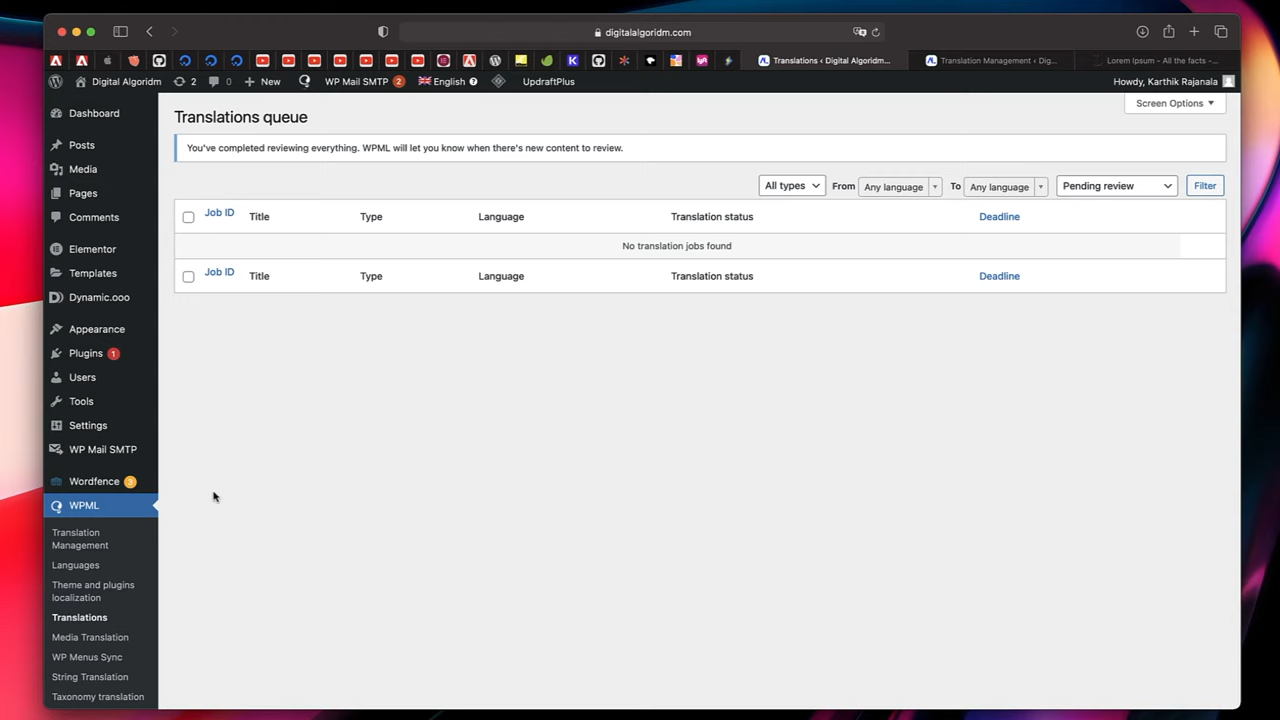 digitalalgoridm.com
Translations < Digital Algoridm...
Translation Management < Dig...
Lorem Ipsum - All the facts -...
Digital Algoridm
2
0
New
WP Mail SMTP 2
English
UpdraftPlus
Howdy, Karthik Rajanala
Dashboard
Posts
Media
Pages
Comments
Elementor
Templates
Dynamic.ooo
Appearance
Plugins 1
Users
Tools
Settings
WP Mail SMTP
Wordfence 3
WPML
Translation
Management
Languages
Theme and plugins
localization
Translations
Media Translation
WP Menus Sync
String Translation
Taxonomy translation
Screen Options
Translations queue
You've completed reviewing everything. WPML will let you know when there's new content to review.
All types From Any language To Any language Pending review Filter
Job ID Title Type Language Translation status Deadline
No translation jobs found
Job ID Title Type Language Translation status Deadline